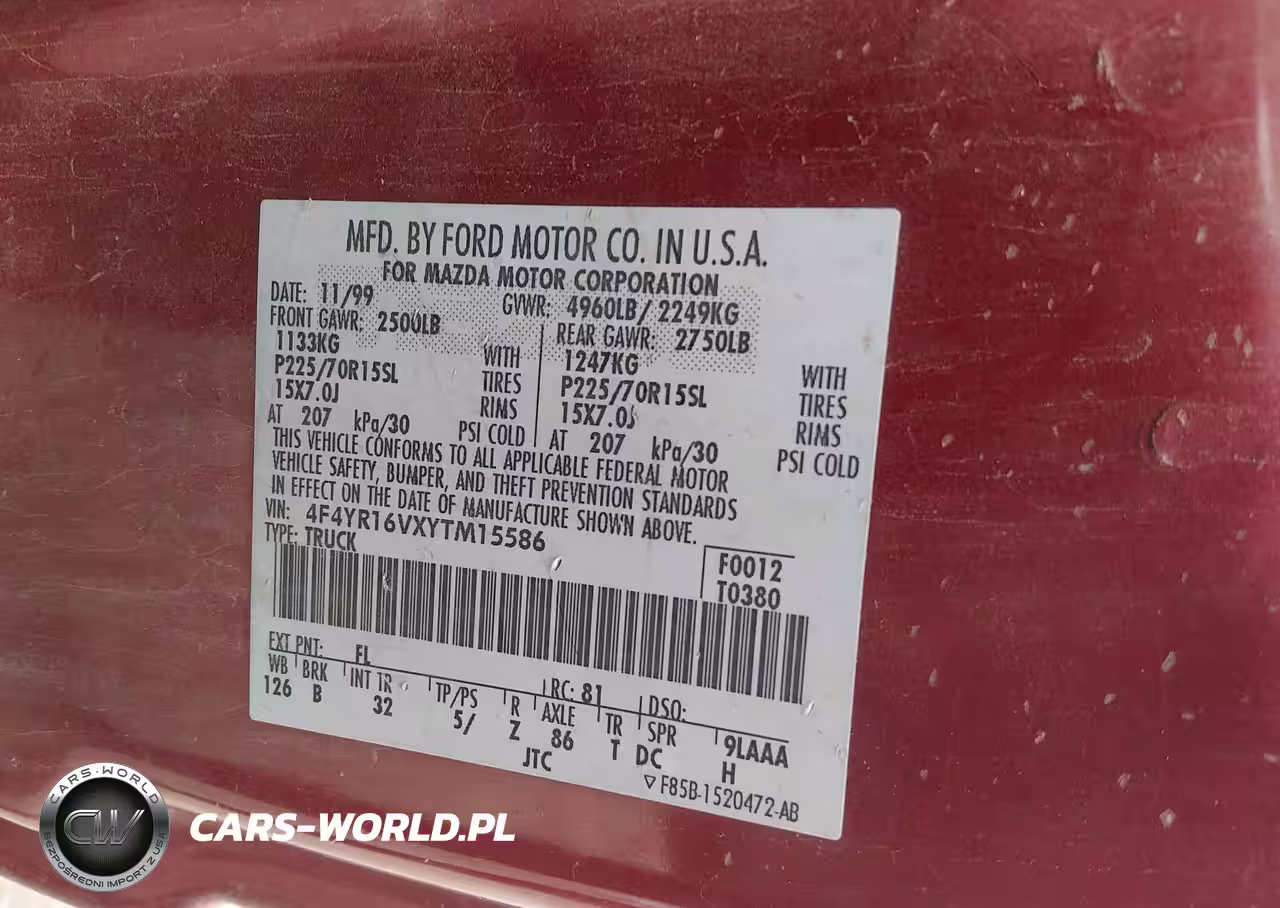 MFD. BY FORD MOTOR CO. IN U.S.A.
FOR MAZDA MOTOR CORPORATION
DATE: 11/99 GVWR: 4960LB/ 2249KG
FRONT GAWR: 2500LB REAR GAWR: 2750LB
1133KG WITH 1247KG WITH
P225/70R15SL TIRES P225/70R15SL TIRES
15X7.0J RIMS 15X7.0J RIMS
AT 207 kPa/30 PSI COLD AT 207 kPa/30 PSI COLD
THIS VEHICLE CONFORMS TO ALL APPLICABLE FEDERAL MOTOR
VEHICLE SAFETY, BUMPER, AND THEFT PREVENTION STANDARDS
IN EFFECT ON THE DATE OF MANUFACTURE SHOWN ABOVE.
VIN: 4F4YR16VXYTM15586
TYPE: TRUCK
F0012
T0380
EXT PNT: FL RC: 81 DSO:
WB BRK INT TR TP/PS R AXLE TR SPR 9LAAA
126 B 32 5/ Z 86 T DC H
JTC
F85B-1520472-AB
CARS-WORLD
CW
BEZPOŚREDNI IMPORT Z USA
CARS-WORLD.PL